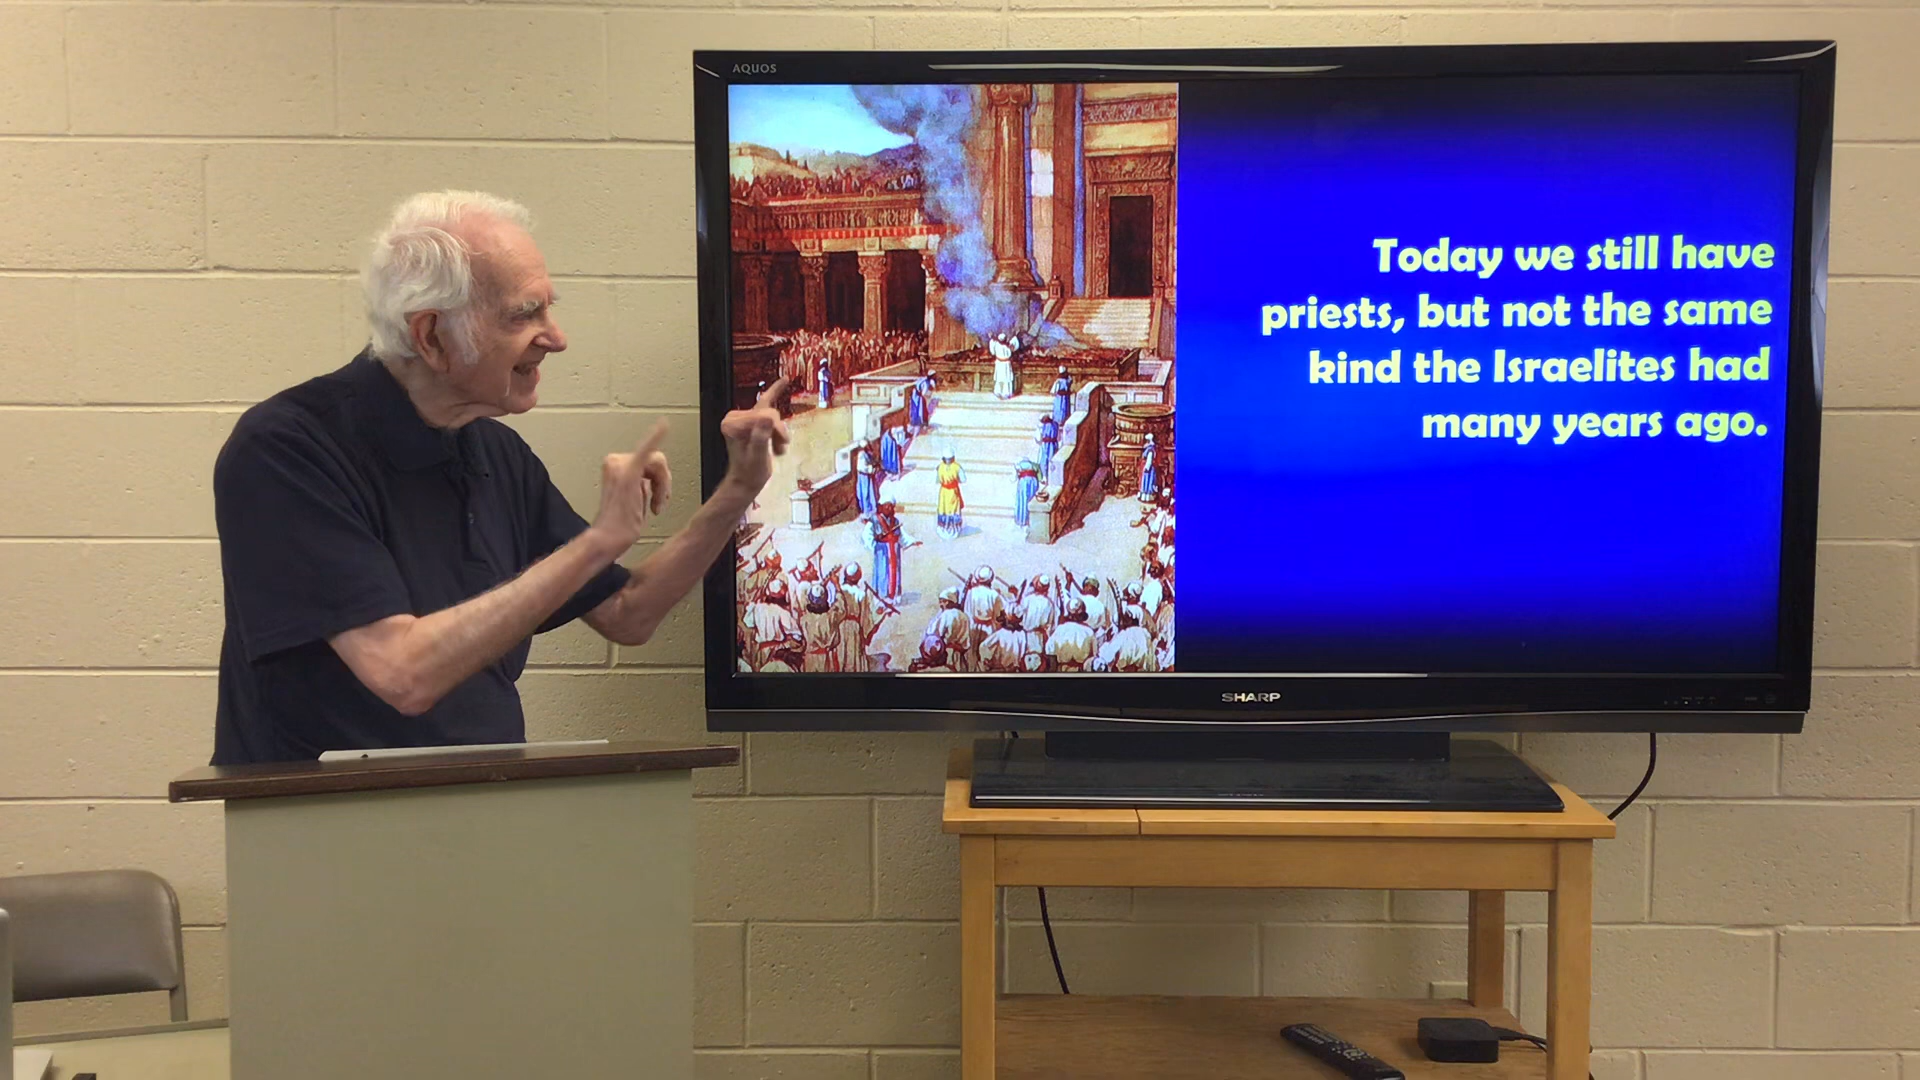 AQUOS
Today we still have
priests, but not the same
kind the Israelites had
many years ago.
SHARP